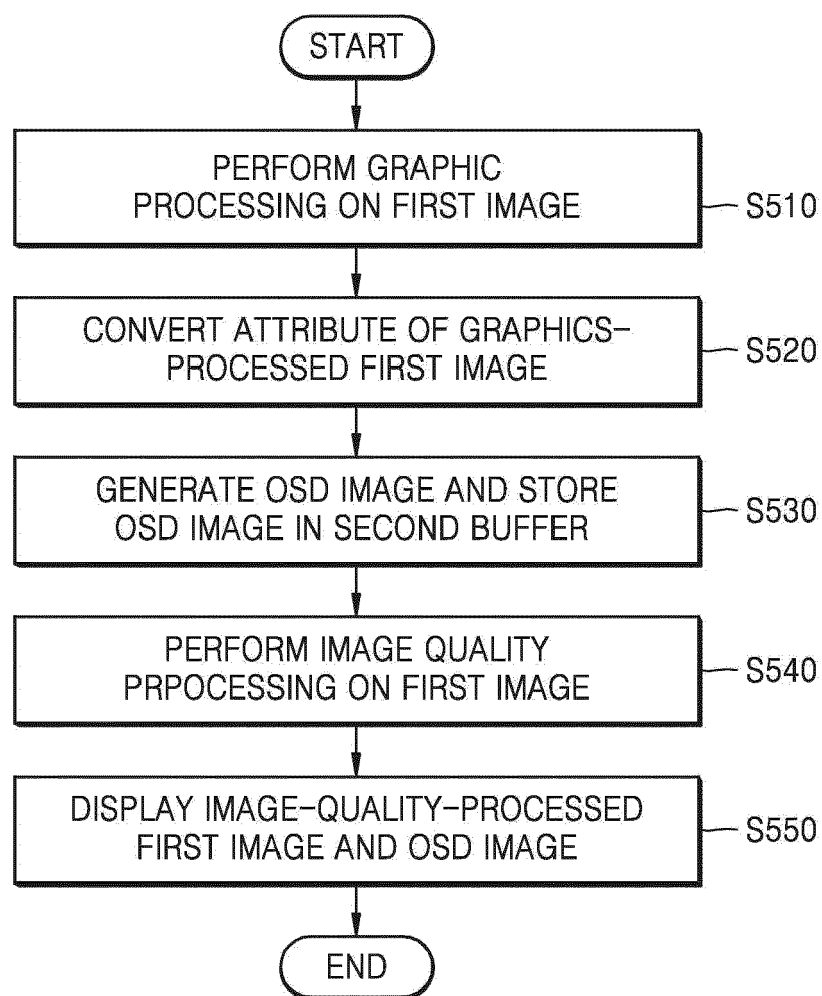 START
PERFORM GRAPHIC
PROCESSING ON FIRST IMAGE
S510
CONVERT ATTRIBUTE OF GRAPHICS-
PROCESSED FIRST IMAGE
S520
GENERATE OSD IMAGE AND STORE
OSD IMAGE IN SECOND BUFFER
S530
PERFORM IMAGE QUALITY
PRPOCESSING ON FIRST IMAGE
S540
DISPLAY IMAGE-QUALITY-PROCESSED
FIRST IMAGE AND OSD IMAGE
S550
END